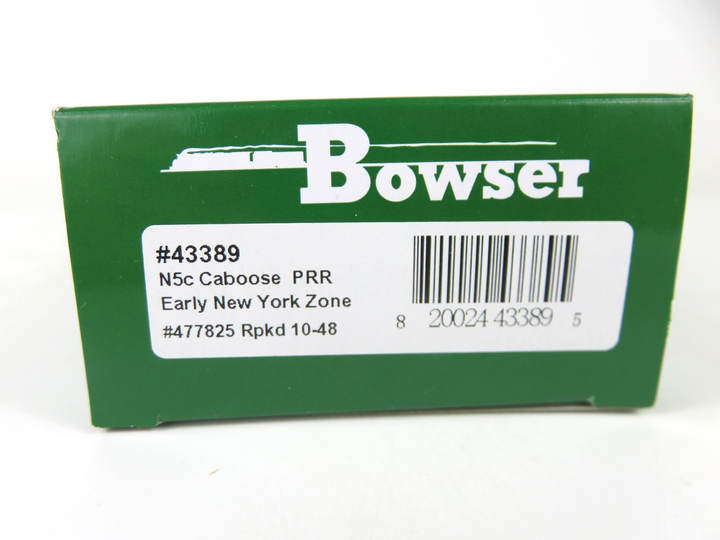 Bowser
#43389
N5c Caboose PRR
Early New York Zone
#477825 Rpkd 10-48
8 20024 43389 5